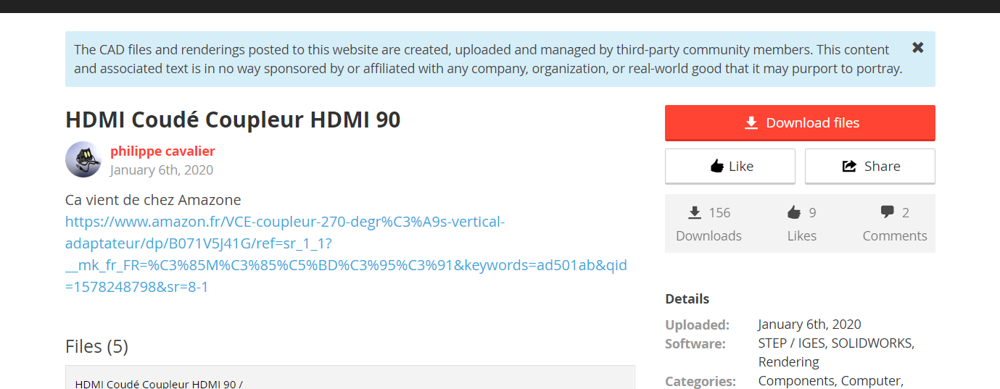 The CAD files and renderings posted to this website are created, uploaded and managed by third-party community members. This content
and associated text is in no way sponsored by or affiliated with any company, organization, or real-world good that it may purport to portray.
HDMI Coudé Coupleur HDMI 90
philippe cavalier
January 6th, 2020
Ca vient de chez Amazone
https://www.amazon.fr/VCE-coupleur-270-degr%C3%A9s-vertical-
adaptateur/dp/B071V5J41G/ref=sr_1_1?
__mk_fr_FR=%C3%85M%C3%85%C5%BD%C3%95%C3%91&keywords=ad501ab&qid
=1578248798&sr=8-1
Files (5)
HDMI Coudé Coupleur HDMI 90 /
Download files
Like
Share
156
9
2
Downloads
Likes
Comments
Details
Uploaded: January 6th, 2020
Software: STEP / IGES, SOLIDWORKS,
Rendering
Categories: Components, Computer,